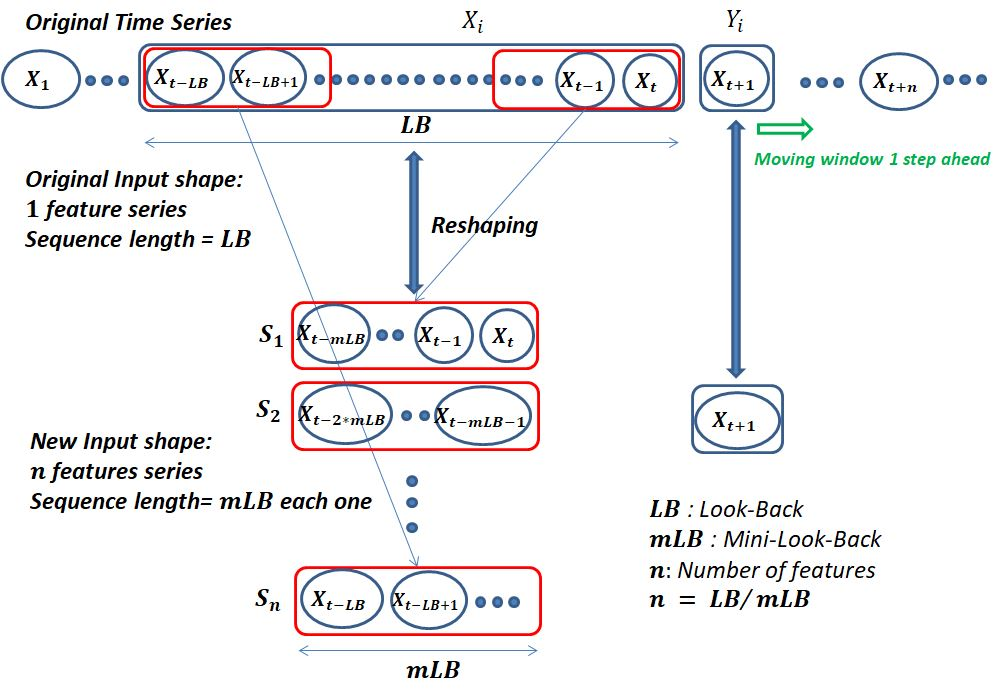 Original Time Series
X_i
Y_i
X_1
X_{t-LB}
X_{t-LB+1}
X_{t-1}
X_t
X_{t+1}
X_{t+n}
LB
Moving window 1 step ahead
Original Input shape:
1 feature series
Sequence length = LB
Reshaping
S_1
X_{t-mLB}
X_{t-1}
X_t
S_2
X_{t-2*mLB}
X_{t-mLB-1}
X_{t+1}
New Input shape:
n features series
Sequence length= mLB each one
LB : Look-Back
mLB : Mini-Look-Back
n: Number of features
n = LB/mLB
S_n
X_{t-LB}
X_{t-LB+1}
mLB